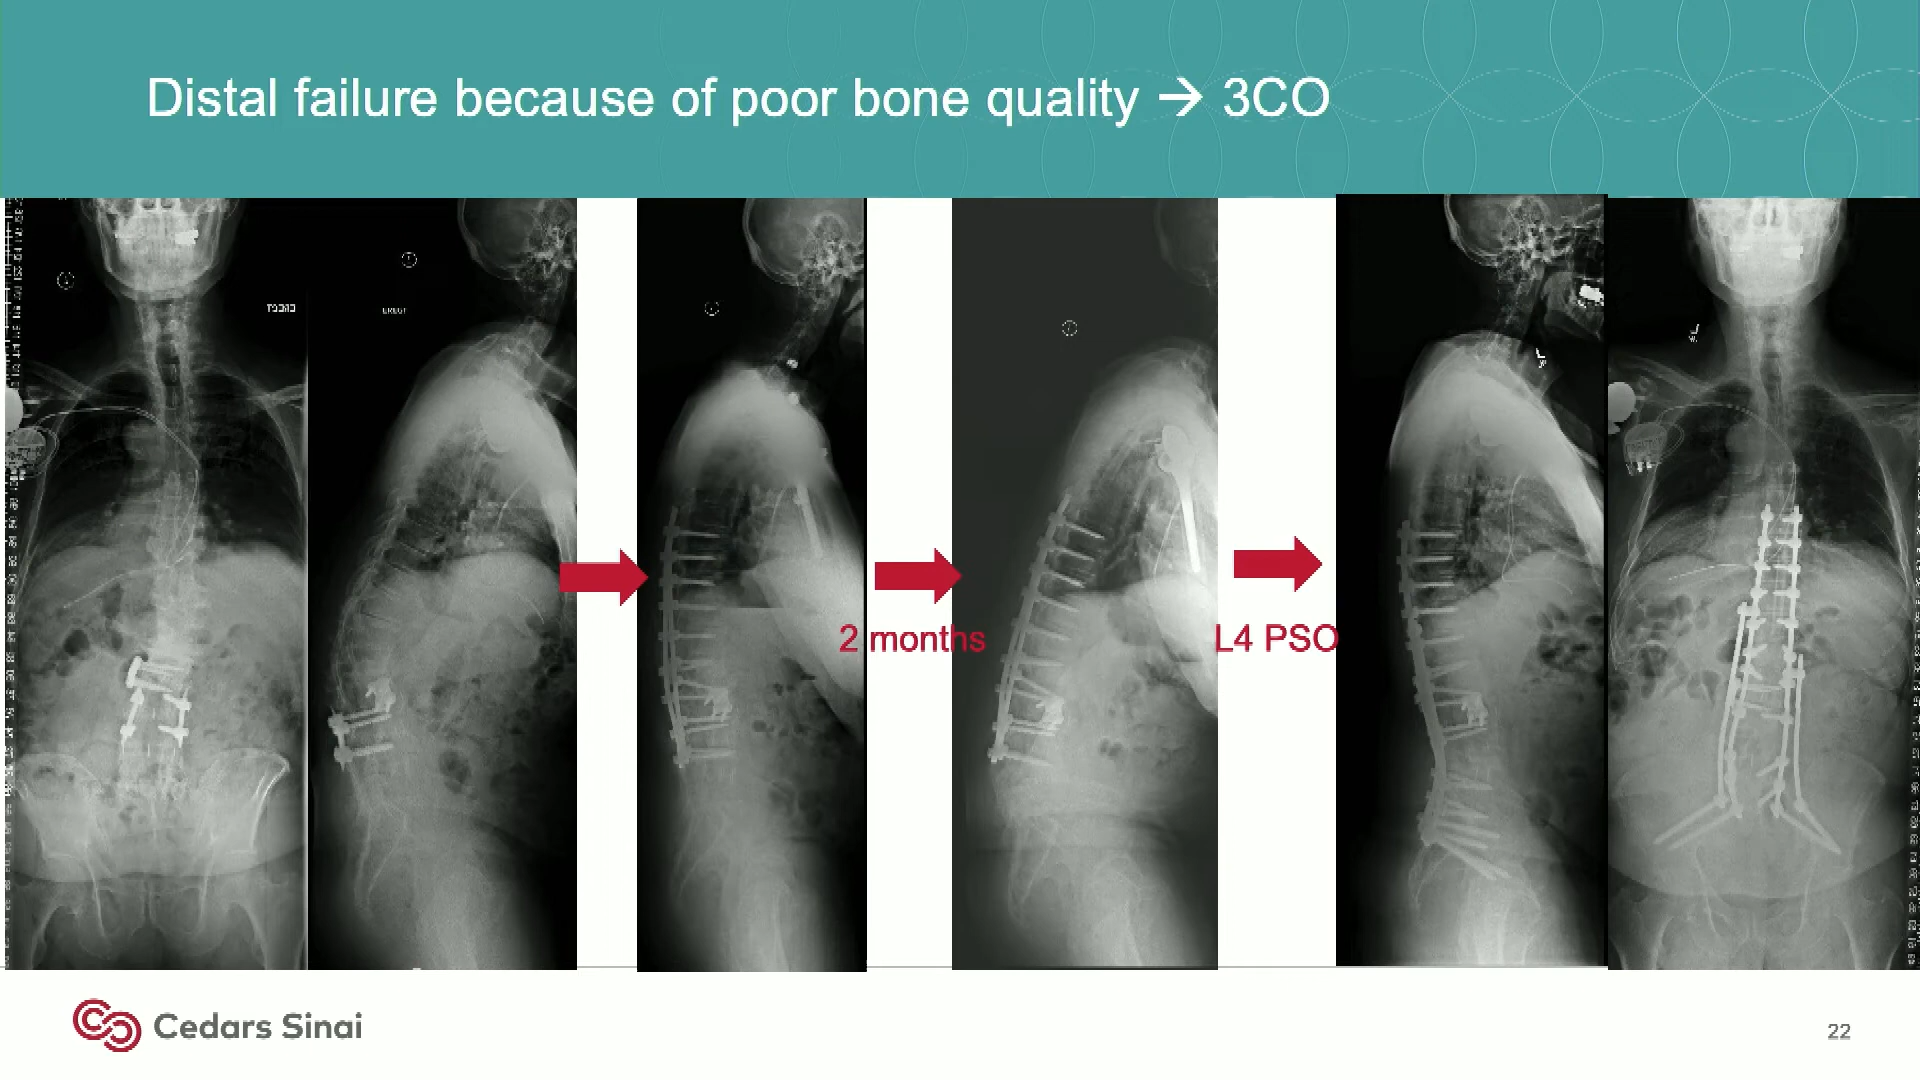 Distal failure because of poor bone quality → 3CO
2 months
L4 PSO
Cedars Sinai
22